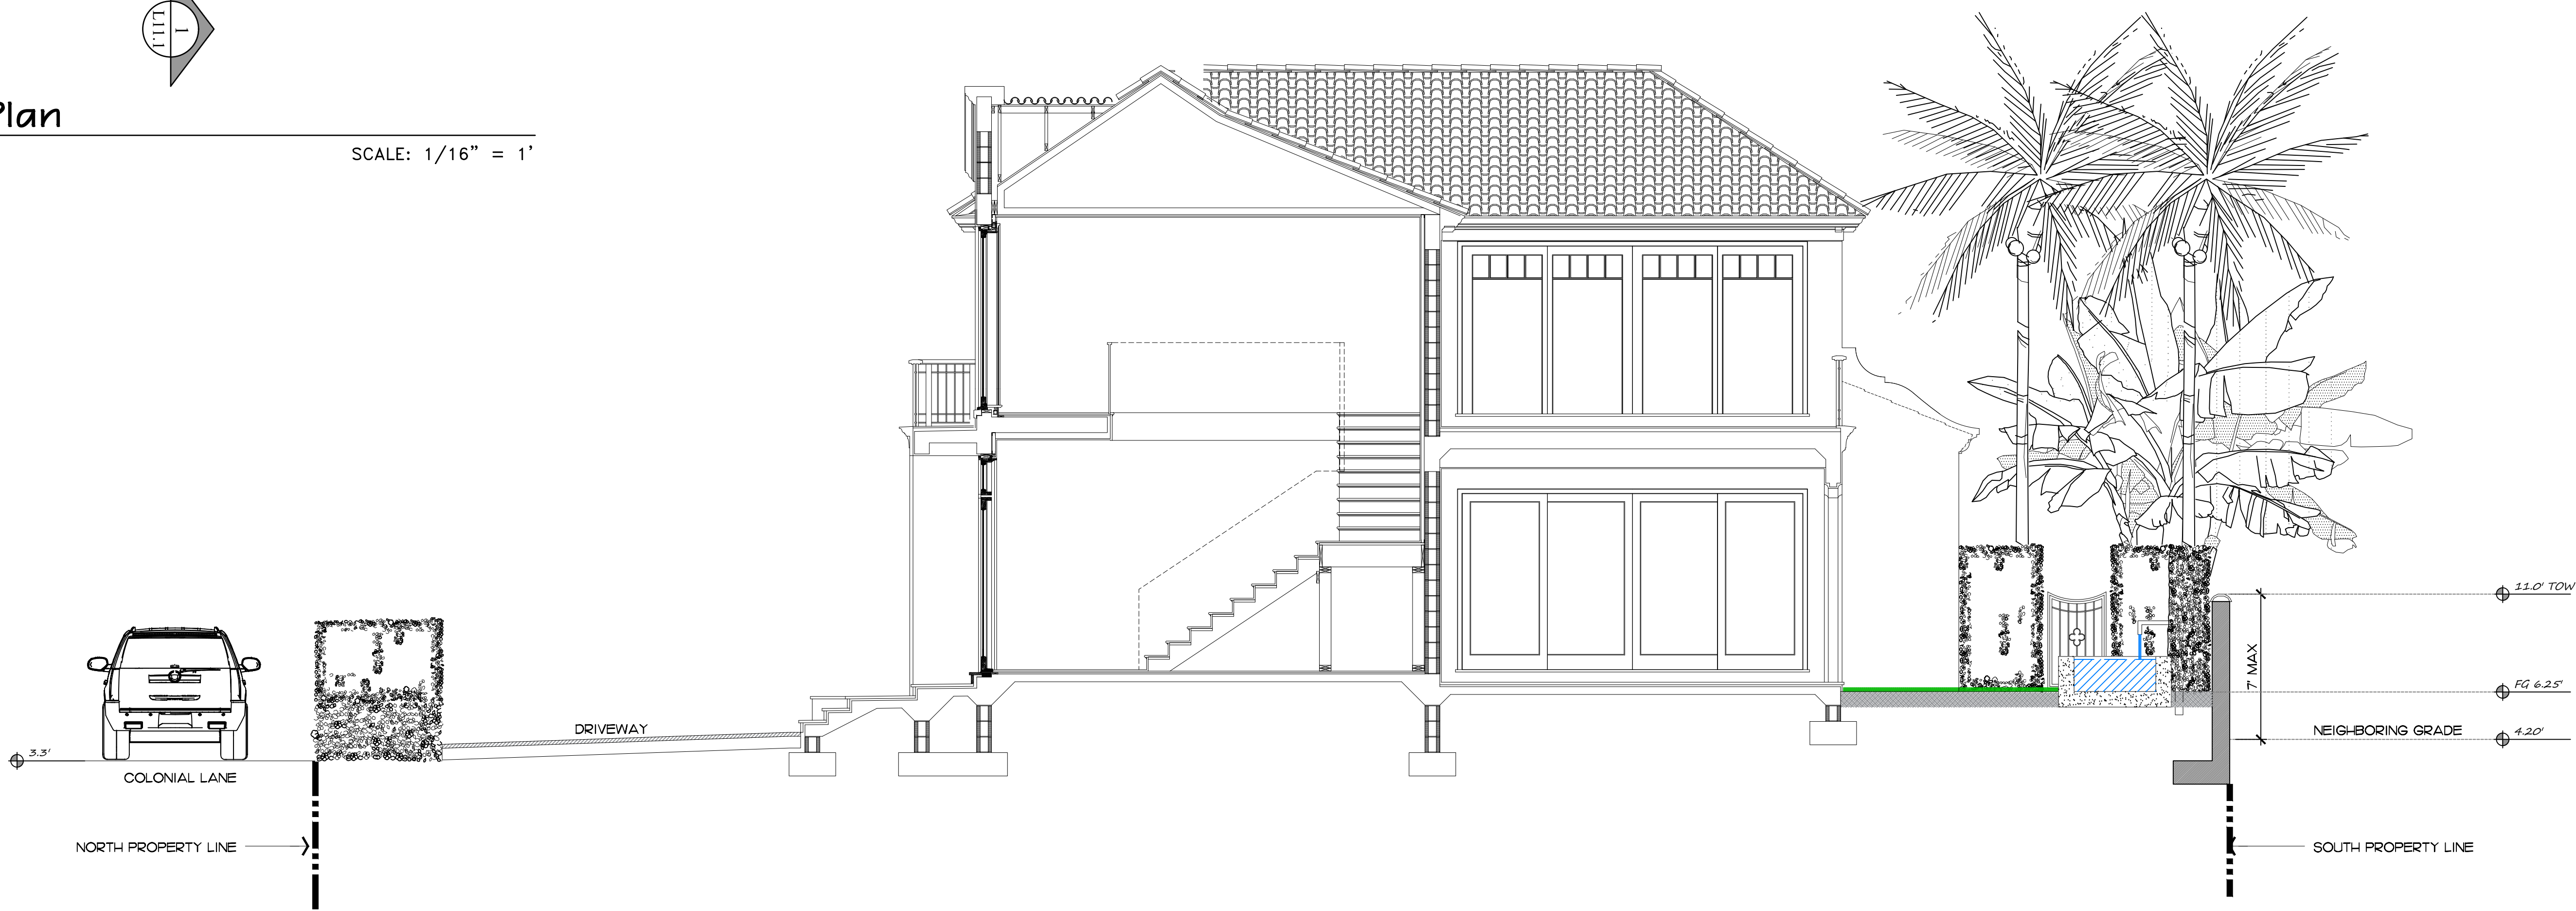 1
L11.1
Plan
SCALE: 1/16" = 1'
11.0' TOW
7' MAX
FG 6.25'
DRIVEWAY
NEIGHBORING GRADE
4.20'
3.3'
COLONIAL LANE
NORTH PROPERTY LINE
SOUTH PROPERTY LINE